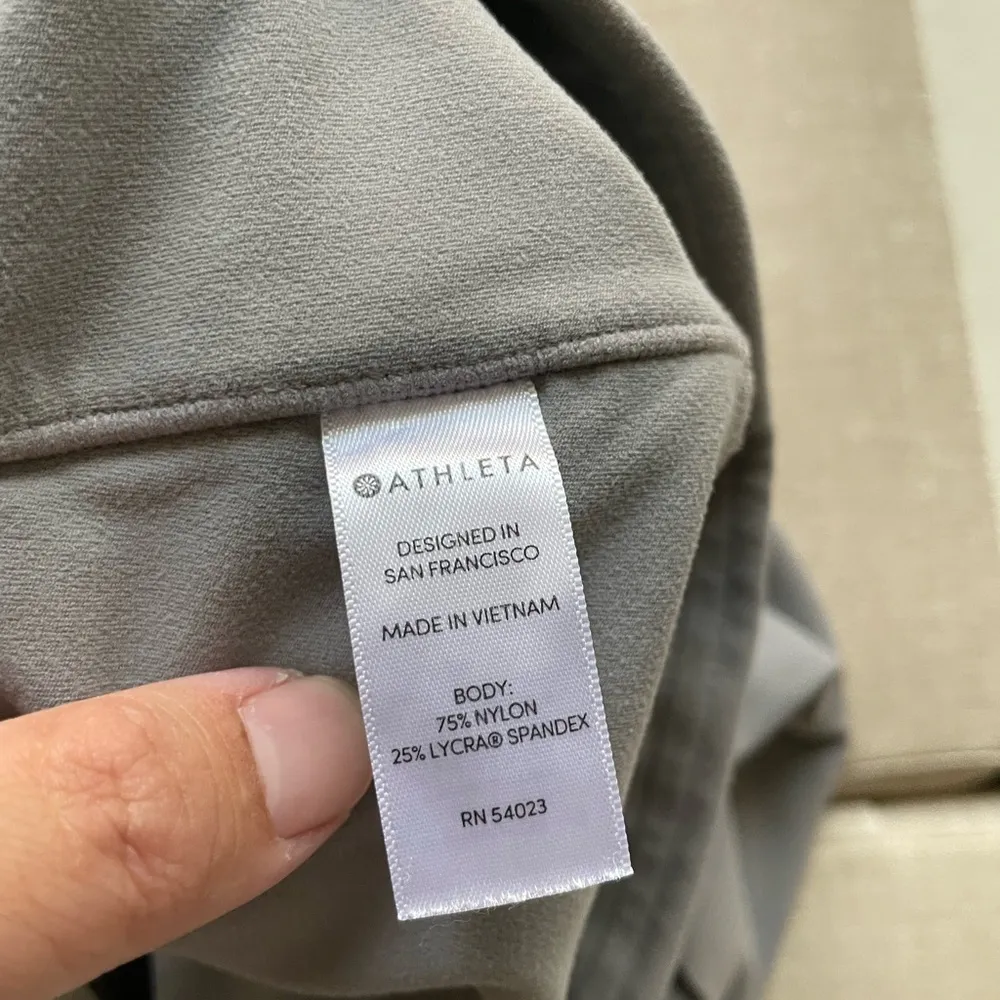 ATHLETA
DESIGNED IN
SAN FRANCISCO
MADE IN VIETNAM
BODY:
75% NYLON
25% LYCRA® SPANDEX
RN 54023